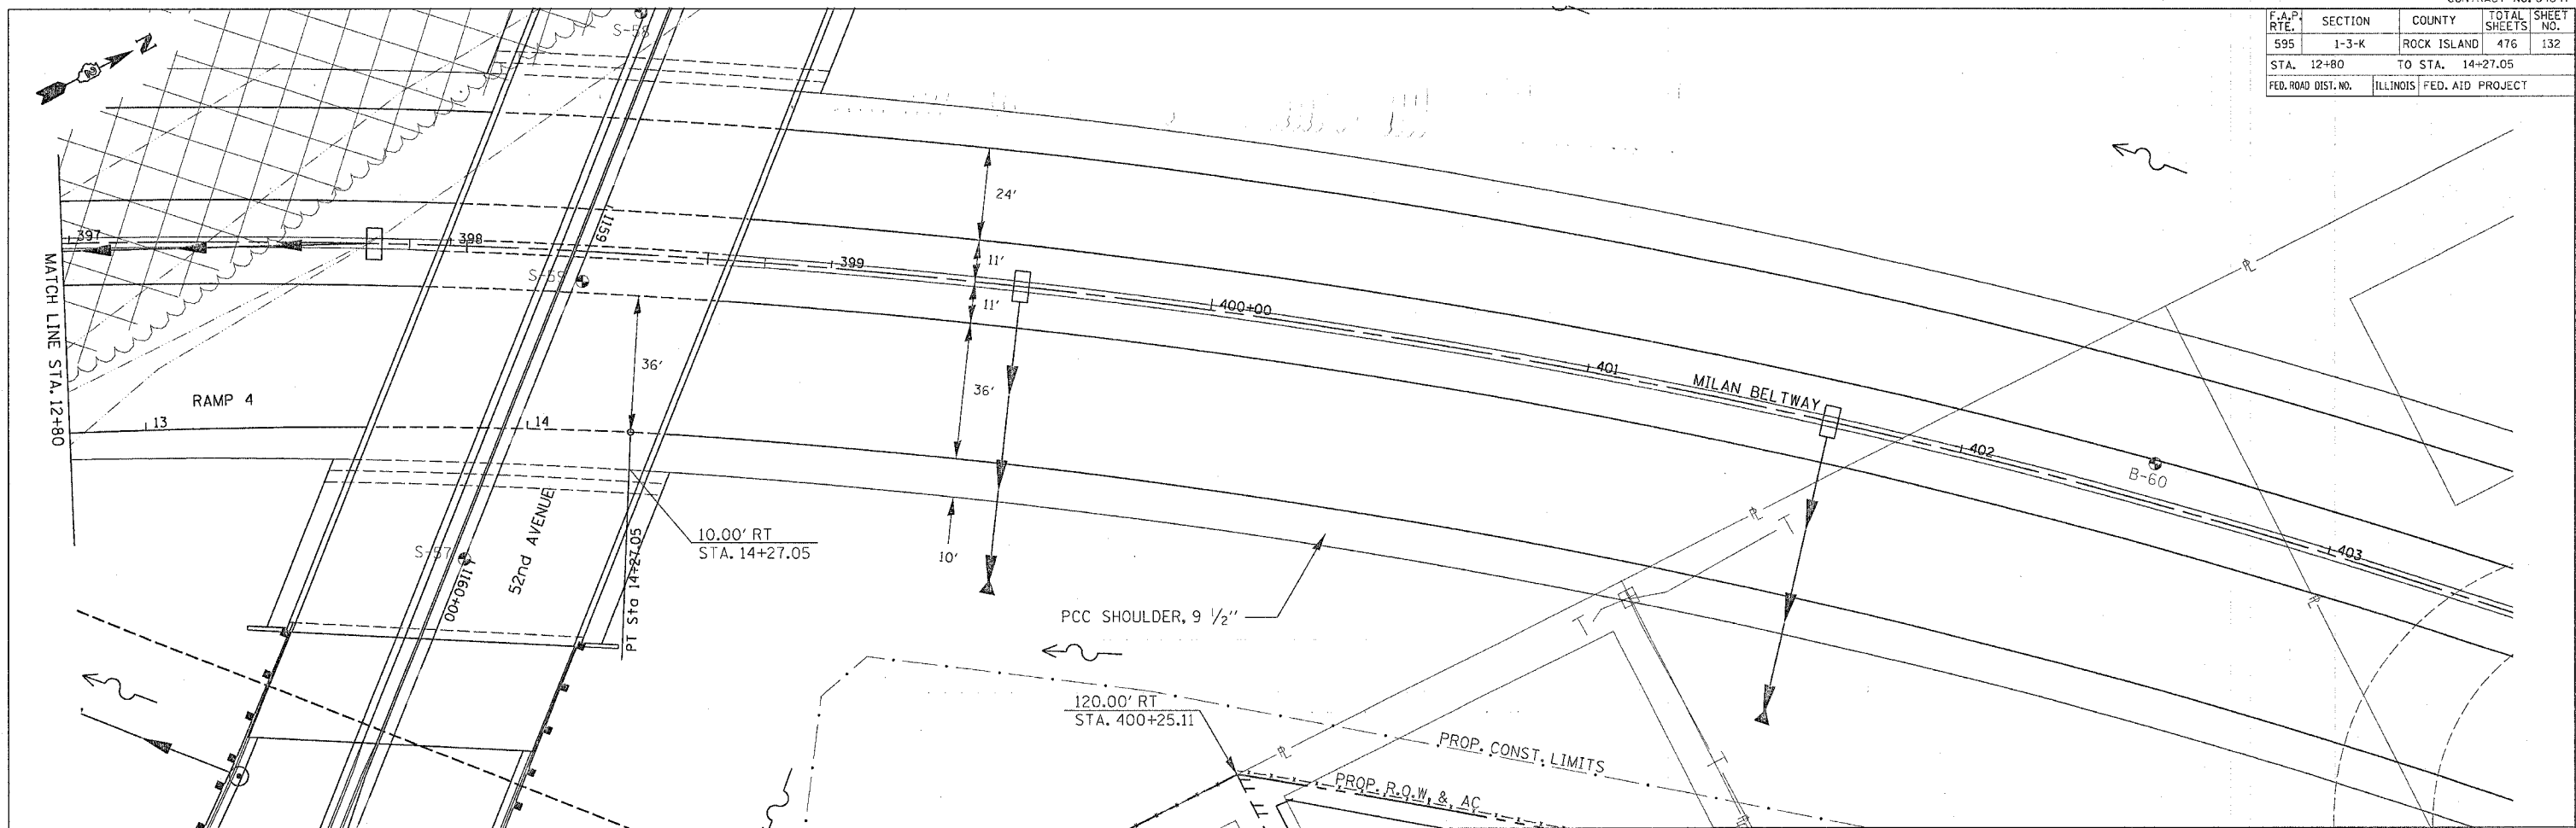 F.A.P. RTE. SECTION COUNTY TOTAL SHEETS SHEET NO.
595 1-3-K ROCK ISLAND 476 132
STA. 12+80 TO STA. 14+27.05
FED. ROAD DIST. NO. ILLINOIS FED. AID PROJECT
N
S-58
24'
1159
397
398
11'
399
S-59
11'
400+00
MATCH LINE STA. 12+80
36'
401
36'
MILAN BELTWAY
RAMP 4
13
14
402
B-60
52nd AVENUE
10.00' RT
STA. 14+27.05
403
S-57
10'
1160+00
PT Sta 14+27.05
PCC SHOULDER, 9 1/2"
120.00' RT
STA. 400+25.11
PROP. CONST. LIMITS
PROP. R.O.W. & AC